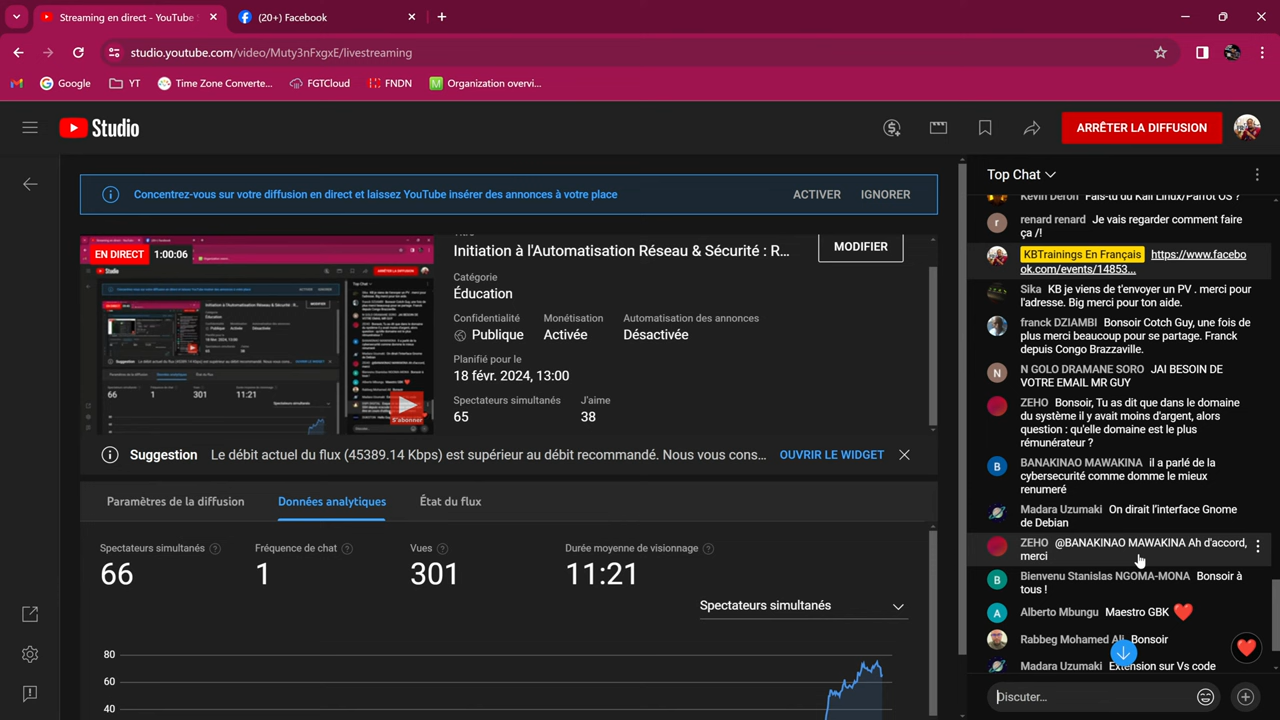 Streaming en direct - YouTube S
(20+) Facebook
studio.youtube.com/video/Muty3nFxgxE/livestreaming
Google
YT
Time Zone Converte...
FGTCloud
FNDN
Organization overvi...
Studio
ARRÊTER LA DIFFUSION
Concentrez-vous sur votre diffusion en direct et laissez YouTube insérer des annonces à votre place
ACTIVER
IGNORER
EN DIRECT 1:00:06
S'abonner
Initiation à l'Automatisation Réseau & Sécurité : R...
MODIFIER
Catégorie
Éducation
Confidentialité
Monétisation
Automatisation des annonces
Publique
Activée
Désactivée
Planifié pour le
18 févr. 2024, 13:00
Spectateurs simultanés
J'aime
65
38
Suggestion Le débit actuel du flux (45389.14 Kbps) est supérieur au débit recommandé. Nous vous cons...
OUVRIR LE WIDGET
Paramètres de la diffusion
Données analytiques
État du flux
Spectateurs simultanés
Fréquence de chat
Vues
Durée moyenne de visionnage
66
1
301
11:21
Spectateurs simultanés
80
60
40
Top Chat
Kevin Deron Fais-tu du Kali Linux/Parrot OS ?
renard renard Je vais regarder comment faire
ça /!
KBTrainings En Français https://www.facebo
ok.com/events/14853...
Sika KB je viens de t'envoyer un PV . merci pour
l'adresse. Big merci pour ton aide.
franck DZIAMBI Bonsoir Cotch Guy, une fois de
plus merci beaucoup pour se partage. Franck
depuis Congo Brazzaville.
N GOLO DRAMANE SORO JAI BESOIN DE
VOTRE EMAIL MR GUY
ZEHO Bonsoir, Tu as dit que dans le domaine
du système il y avait moins d'argent, alors
question : qu'elle domaine est le plus
rémunérateur ?
BANAKINAO MAWAKINA il a parlé de la
cybersecurité comme domme le mieux
renumeré
Madara Uzumaki On dirait l'interface Gnome
de Debian
ZEHO @BANAKINAO MAWAKINA Ah d'accord,
merci
Bienvenu Stanislas NGOMA-MONA Bonsoir à
tous !
Alberto Mbungu Maestro GBK
Rabbeg Mohamed Ali Bonsoir
Madara Uzumaki Extension sur Vs code
Discuter...